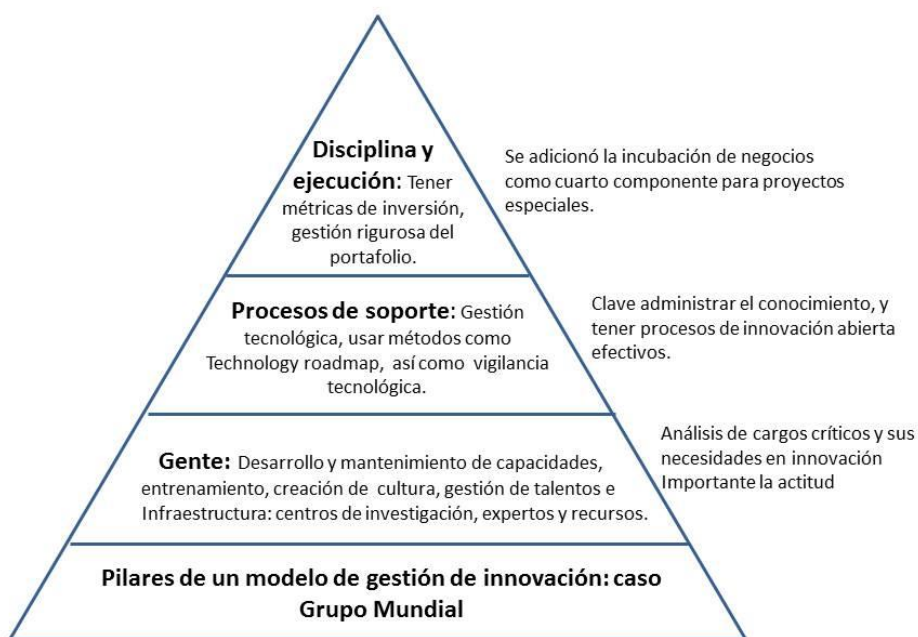 Disciplina y
ejecución: Tener
métricas de inversión,
gestión rigurosa del
portafolio.
Se adicionó la incubación de negocios
como cuarto componente para proyectos
especiales.
Procesos de soporte: Gestión
tecnológica, usar métodos como
Technology roadmap, así como vigilancia
tecnológica.
Clave administrar el conocimiento, y
tener procesos de innovación abierta
efectivos.
Gente: Desarrollo y mantenimiento de capacidades,
entrenamiento, creación de cultura, gestión de talentos e
Infraestructura: centros de investigación, expertos y recursos.
Análisis de cargos críticos y sus
necesidades en innovación
Importante la actitud
Pilares de un modelo de gestión de innovación: caso
Grupo Mundial